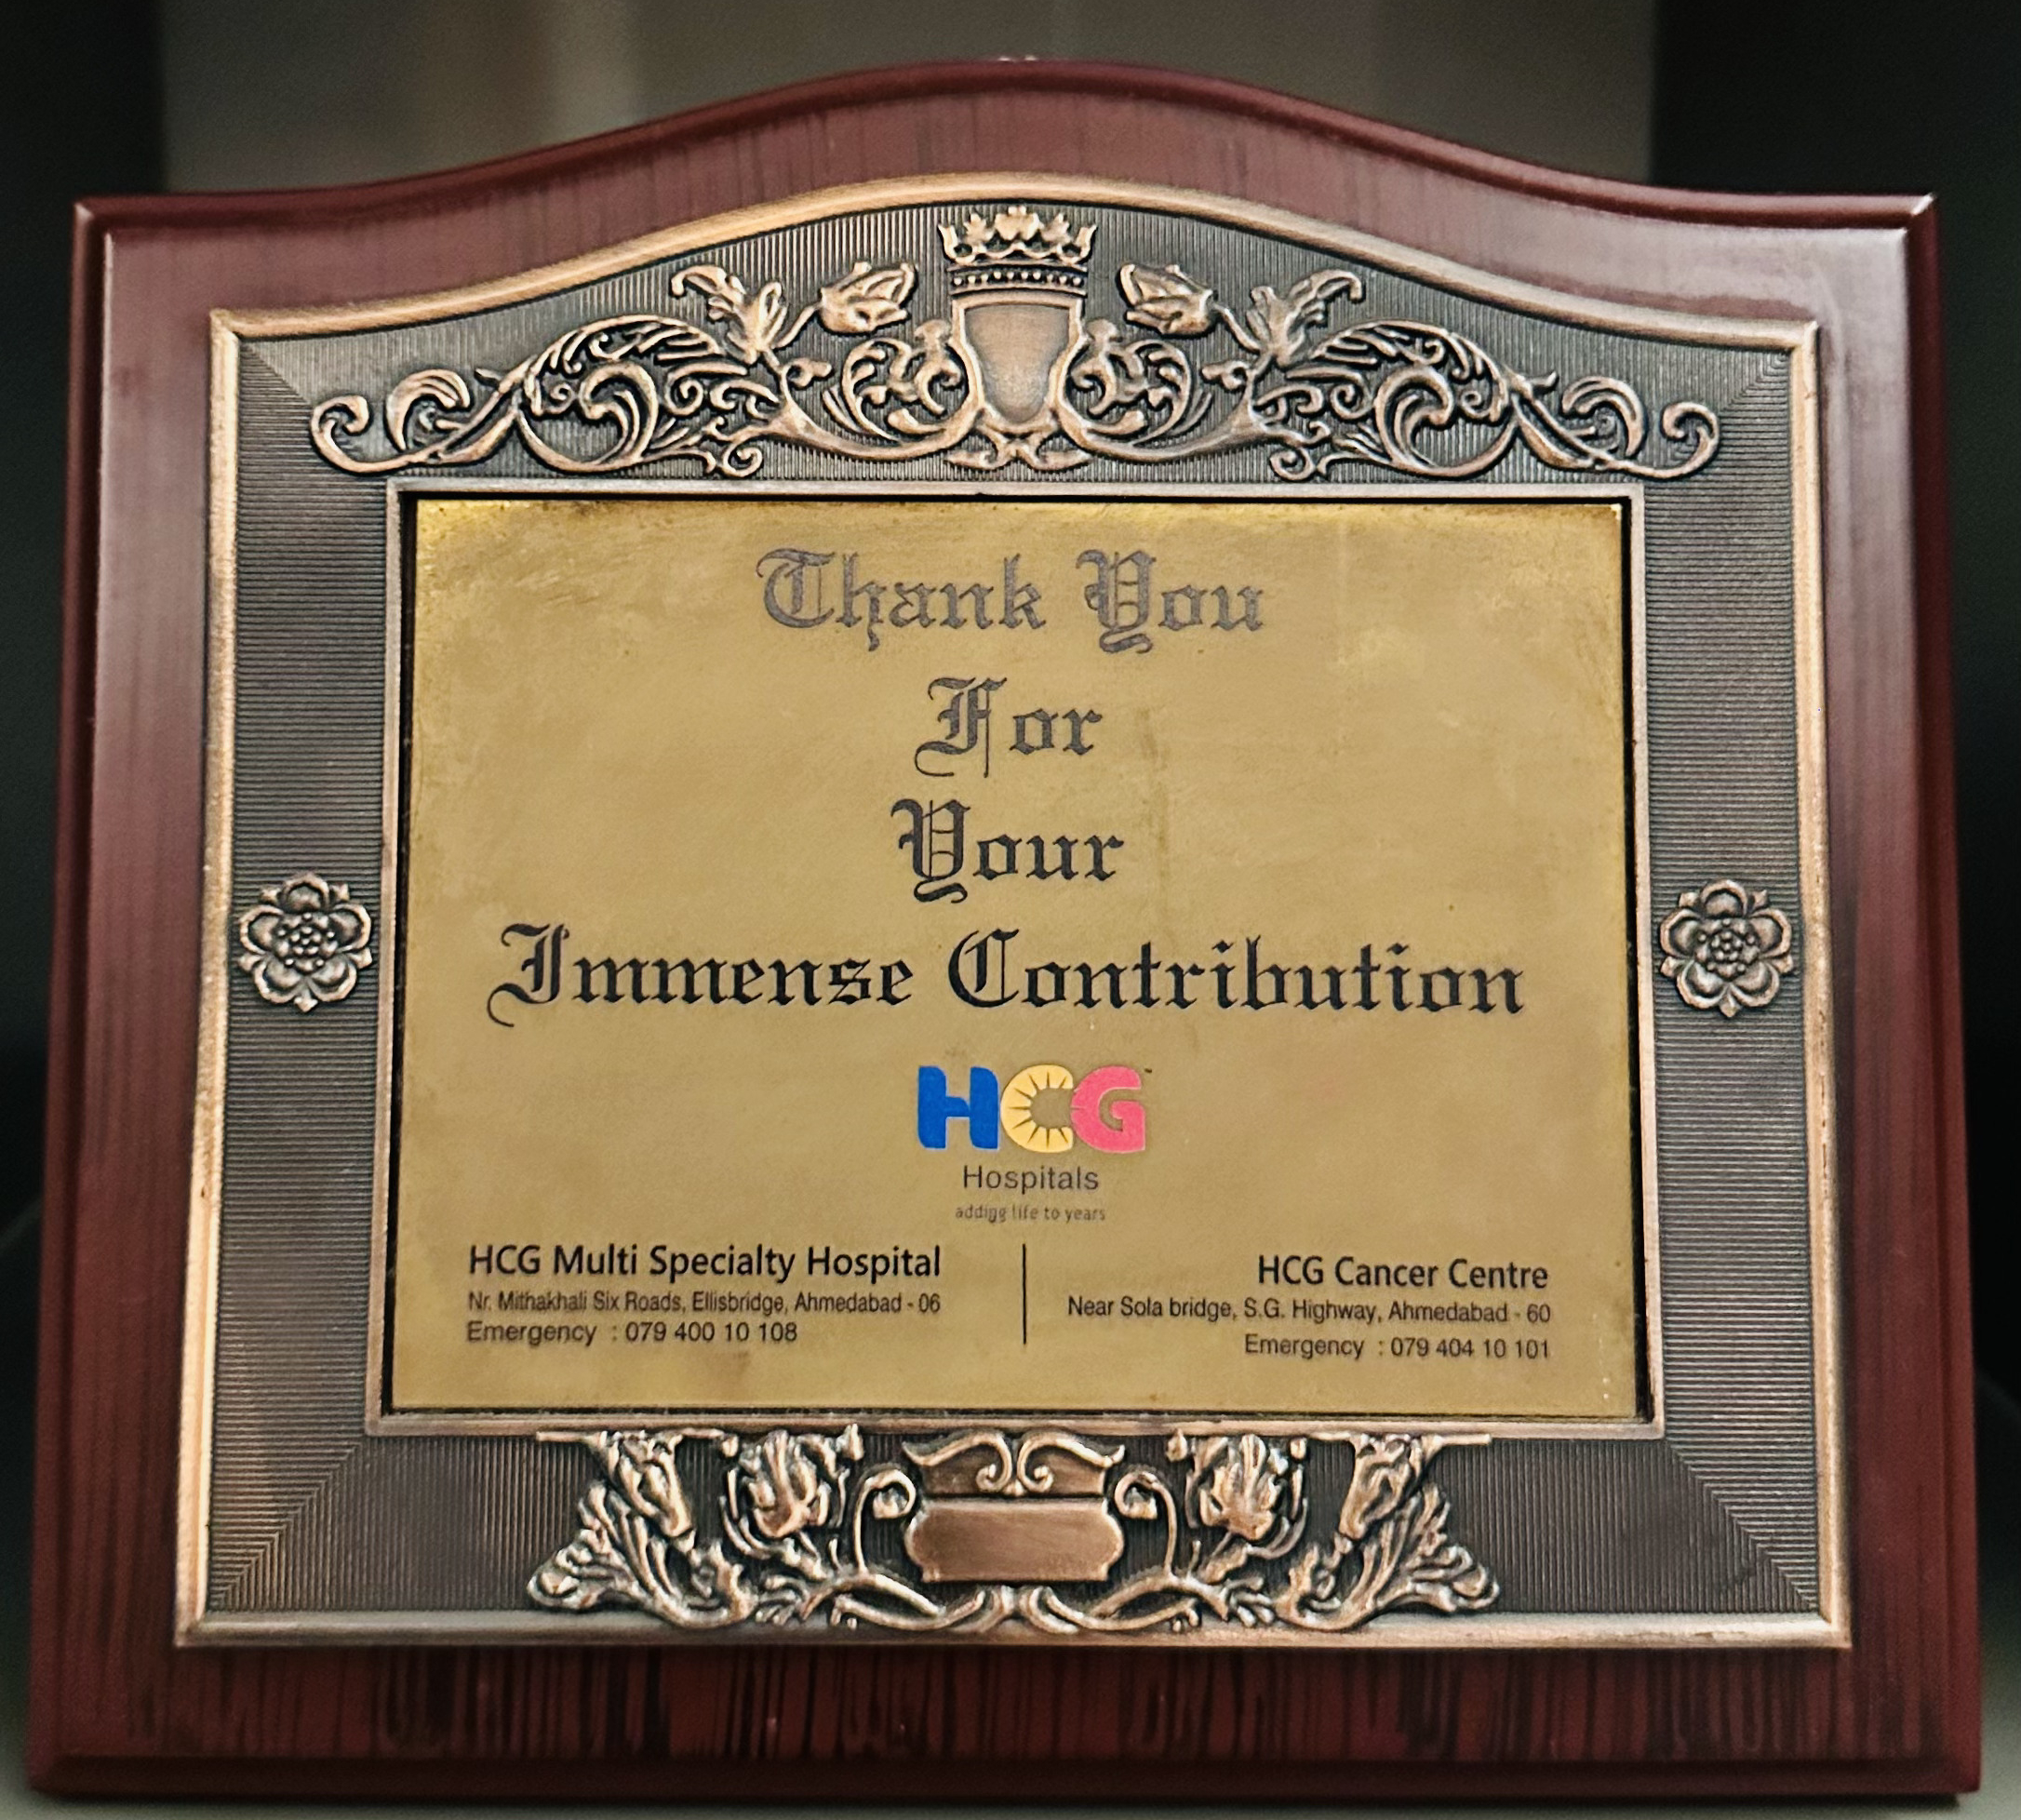 Thank You
For
Your
Immense Contribution
HCG™
Hospitals
adding life to years
HCG Multi Specialty Hospital
Nr. Mithakhali Six Roads, Ellisbridge, Ahmedabad - 06
Emergency : 079 400 10 108
HCG Cancer Centre
Near Sola bridge, S.G. Highway, Ahmedabad - 60
Emergency : 079 404 10 101